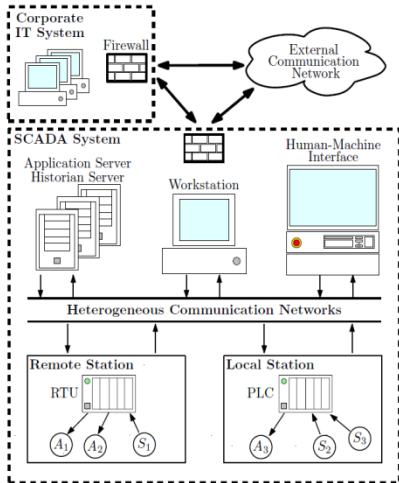 Corporate
IT System
Firewall
External
Communication
Network
SCADA System
Application Server
Historian Server
Workstation
Human-Machine
Interface
Heterogeneous Communication Networks
Remote Station
RTU
A1
A2
S1
Local Station
PLC
A3
S2
S3